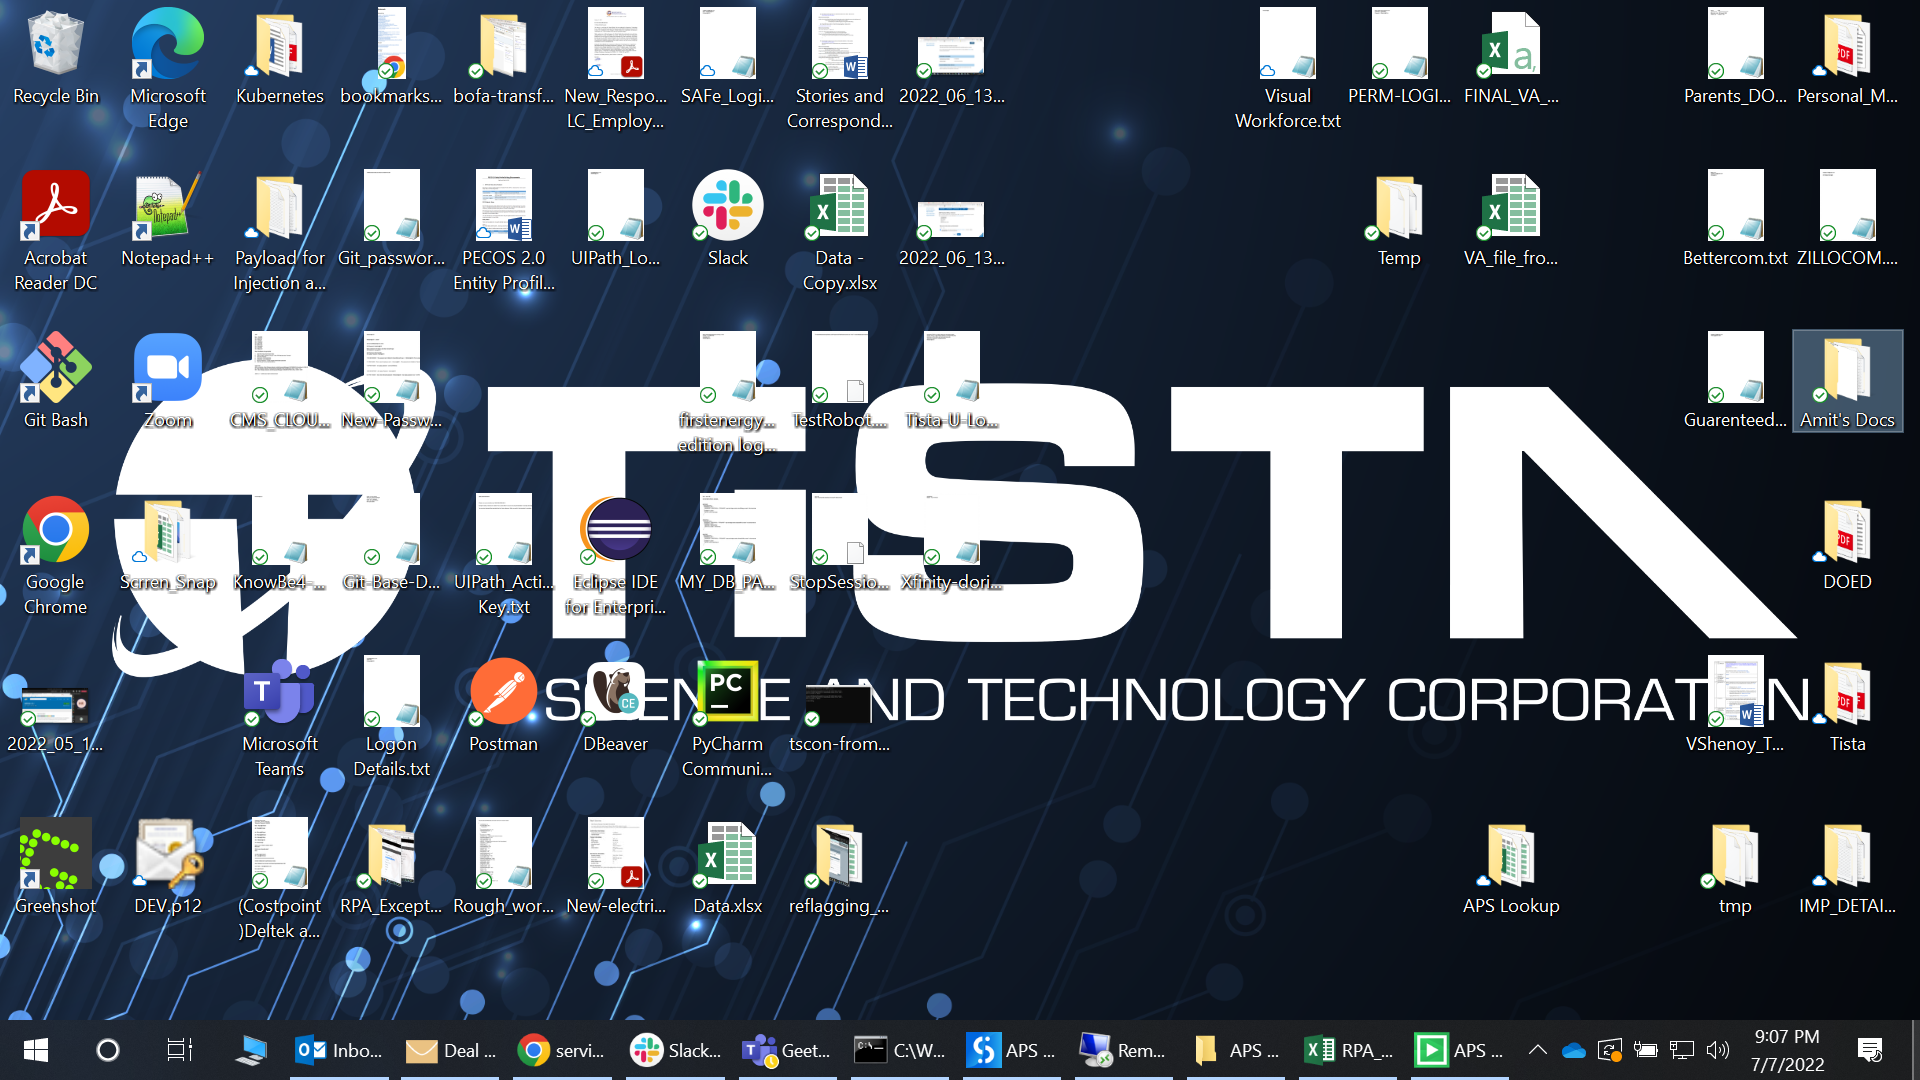 Recycle Bin
Microsoft
Edge
Kubernetes
bookmarks...
bofa-transf...
New_Respo...
LC_Employ...
SAFe_Logi...
Stories and
Correspond...
2022_06_13...
Visual
Workforce.txt
PERM-LOGI...
FINAL_VA_...
Parents_DO...
Personal_M...
Acrobat
Reader DC
Notepad++
Payload for
Injection a...
Git_passwor...
PECOS 2.0
Entity Profil...
UIPath_Lo...
Slack
Data -
Copy.xlsx
2022_06_13...
Temp
VA_file_fro...
Bettercom.txt
ZILLOCOM....
Git Bash
Zoom
CMS_CLOU...
New-Passw...
firstenergy...
edition log...
TestRobot....
Tista-U-Lo...
Guarenteed...
Amit's Docs
TiSTA
Google
Chrome
Scrren_Snap
KnowBe4-...
Git-Base-D...
UIPath_Acti...
Key.txt
Eclipse IDE
for Enterpri...
MY_DB_PA...
StopSessio...
Xfinity-dori...
DOED
SCIENCE AND TECHNOLOGY CORPORATION
2022_05_1...
Microsoft
Teams
Logon
Details.txt
Postman
DBeaver
PyCharm
Communi...
tscon-from...
VShenoy_T...
Tista
Greenshot
DEV.p12
(Costpoint
)Deltek a...
RPA_Except...
Rough_wor...
New-electri...
Data.xlsx
reflagging_...
APS Lookup
tmp
IMP_DETAI...
Inbo...
Deal ...
servi...
Slack...
Geet...
C:\W...
APS ...
Rem...
APS ...
RPA_...
APS ...
9:07 PM
7/7/2022